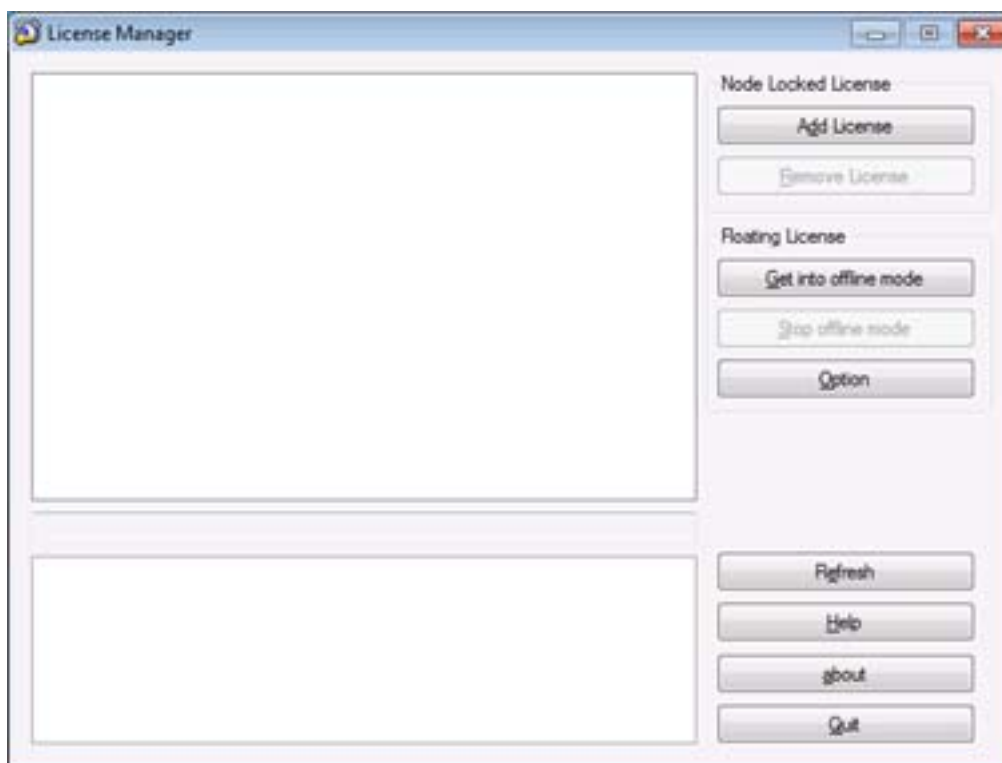 License Manager
Node Locked License
Add License
Remove License
Floating License
Get into offline mode
Stop offline mode
Option
Refresh
Help
about
Quit